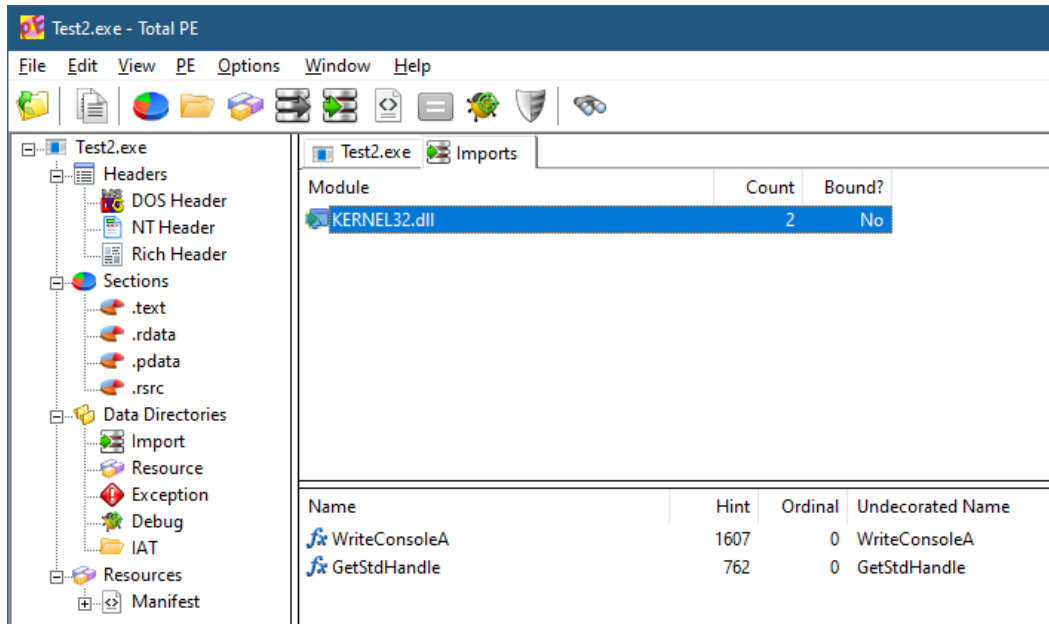 Test2.exe - Total PE
File Edit View PE Options Window Help
Test2.exe
Headers
DOS Header
NT Header
Rich Header
Sections
.text
.rdata
.pdata
.rsrc
Data Directories
Import
Resource
Exception
Debug
IAT
Resources
Manifest
Test2.exe Imports
Module Count Bound?
KERNEL32.dll 2 No
Name Hint Ordinal Undecorated Name
WriteConsoleA 1607 0 WriteConsoleA
GetStdHandle 762 0 GetStdHandle